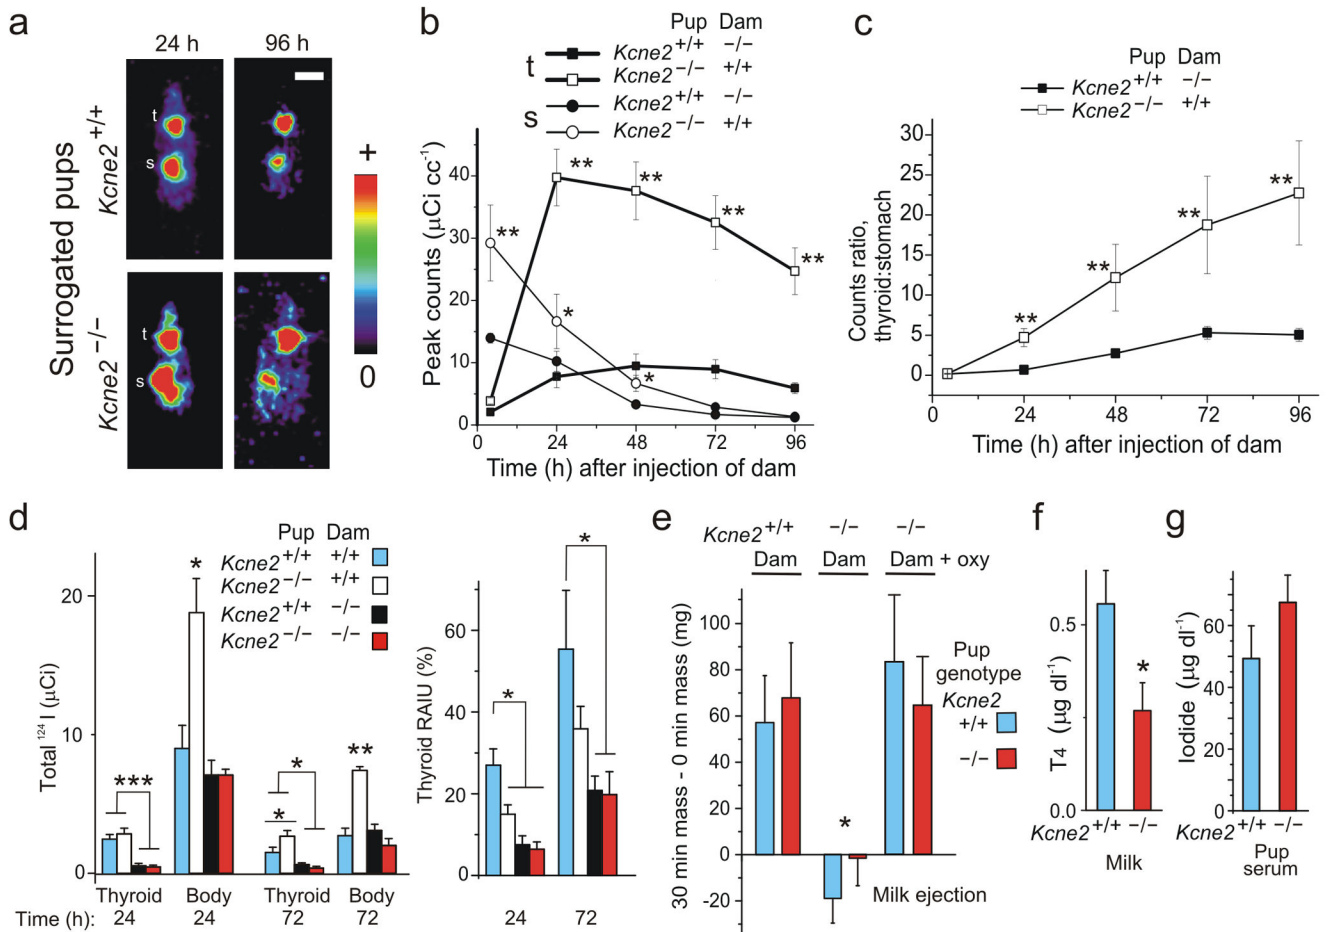 a
24 h
96 h
Surrogated pups
Kcne2+/+
t
s
Kcne2−/−
t
s
+
0
b
Pup Dam
t
Kcne2+/+ −/−
Kcne2−/− +/+
s
Kcne2+/+ −/−
Kcne2−/− +/+
Peak counts (μCi cc-1)
40
30
20
10
0
**
**
**
**
**
*
*
0 24 48 72 96
Time (h) after injection of dam
c
Pup Dam
Kcne2+/+ −/−
Kcne2−/− +/+
Counts ratio,
thyroid:stomach
30
25
20
15
10
5
0
**
**
**
**
0 24 48 72 96
Time (h) after injection of dam
d
Pup Dam
Kcne2+/+ +/+
Kcne2−/− +/+
Kcne2+/+ −/−
Kcne2−/− −/−
Total 124I (μCi)
20
10
0
***
*
*
*
**
Thyroid Body Thyroid Body
Time (h): 24 24 72 72
Thyroid RAIU (%)
60
40
20
0
*
*
24 72
e
Kcne2+/+ −/− −/−
Dam Dam Dam + oxy
30 min mass - 0 min mass (mg)
100
80
60
40
20
0
-20
*
Pup
genotype
Kcne2
+/+
−/−
Milk ejection
f
T4 (μg dl-1)
0.5
0.0
*
Kcne2+/+ −/−
Milk
g
Iodide (μg dl-1)
60
40
20
0
Kcne2+/+ −/−
Pup
serum